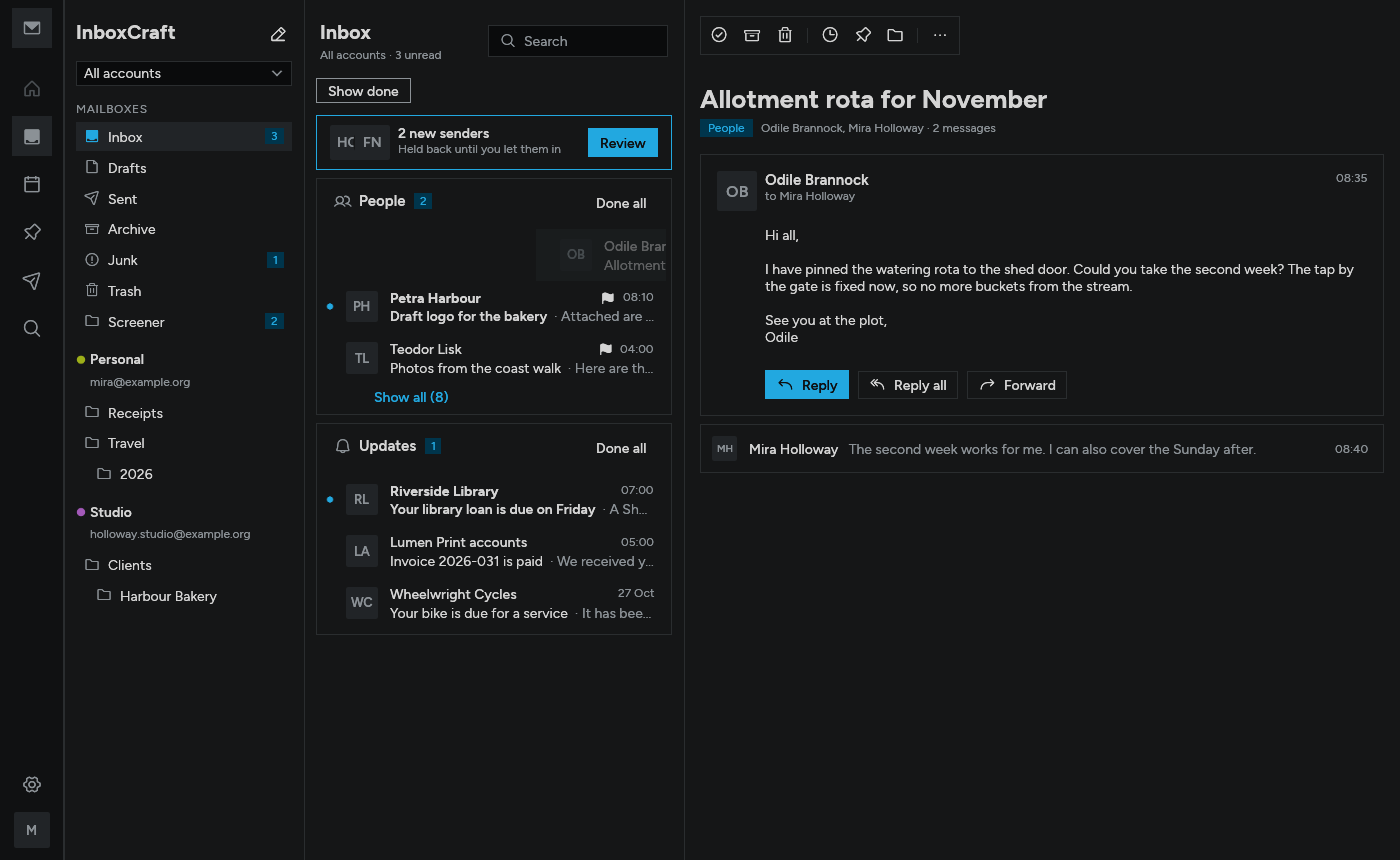 InboxCraft
All accounts
MAILBOXES
Inbox 3
Drafts
Sent
Archive
Junk 1
Trash
Screener 2
Personal
mira@example.org
Receipts
Travel
2026
Studio
holloway.studio@example.org
Clients
Harbour Bakery
M
Inbox
All accounts · 3 unread
Search
Show done
HC FN
2 new senders
Held back until you let them in
Review
People 2
Done all
OB
Odile Brar
Allotment
PH
Petra Harbour 08:10
Draft logo for the bakery · Attached are ...
TL
Teodor Lisk 04:00
Photos from the coast walk · Here are th...
Show all (8)
Updates 1
Done all
RL
Riverside Library 07:00
Your library loan is due on Friday · A Sh...
LA
Lumen Print accounts 05:00
Invoice 2026-031 is paid · We received y...
WC
Wheelwright Cycles 27 Oct
Your bike is due for a service · It has bee...
Allotment rota for November
People Odile Brannock, Mira Holloway · 2 messages
OB
Odile Brannock 08:35
to Mira Holloway
Hi all,
I have pinned the watering rota to the shed door. Could you take the second week? The tap by
the gate is fixed now, so no more buckets from the stream.
See you at the plot,
Odile
Reply Reply all Forward
MH Mira Holloway The second week works for me. I can also cover the Sunday after. 08:40